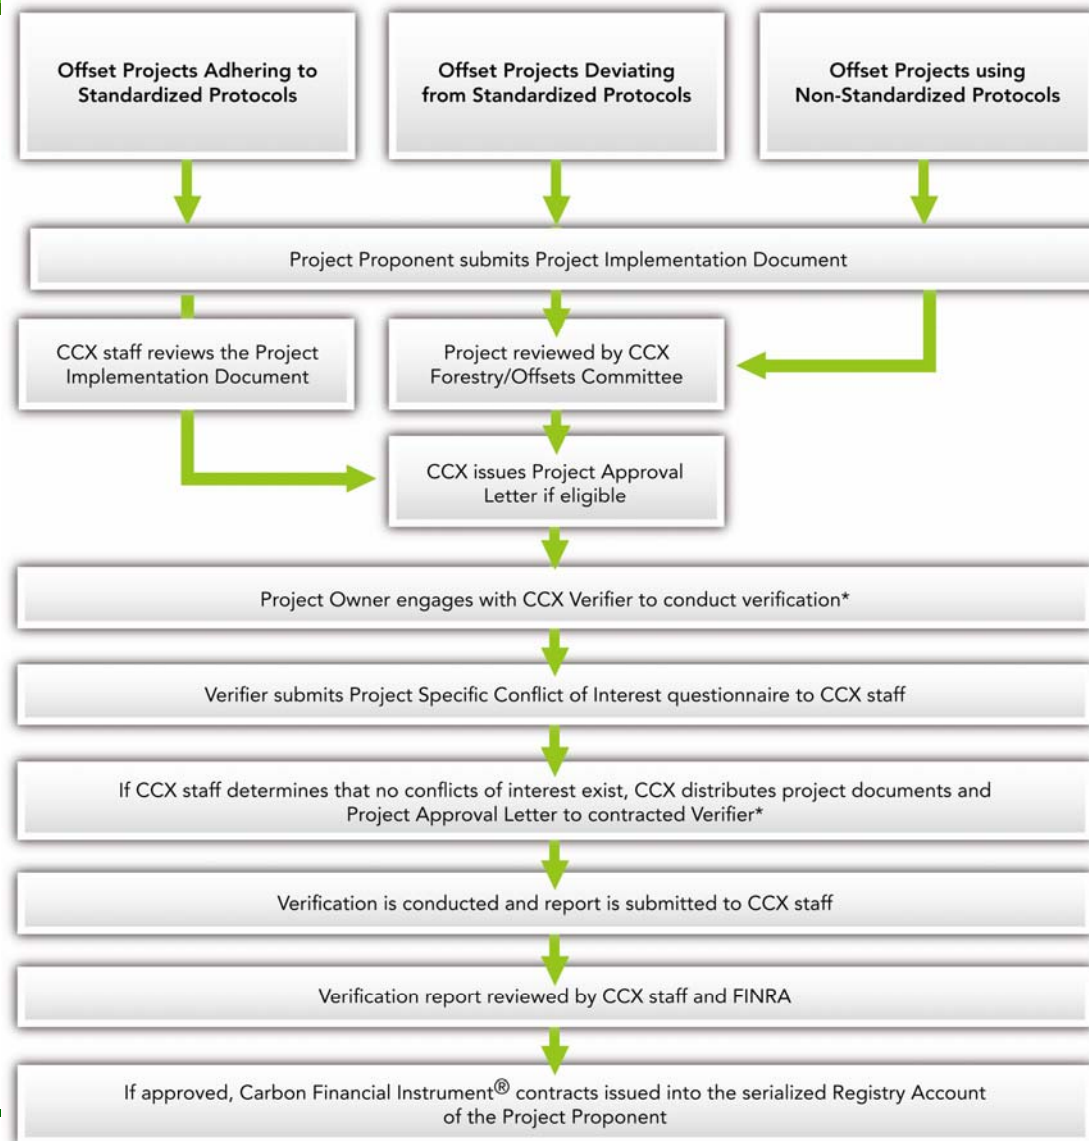 Offset Projects Adhering to
Standardized Protocols
Offset Projects Deviating
from Standardized Protocols
Offset Projects using
Non-Standardized Protocols
Project Proponent submits Project Implementation Document
CCX staff reviews the Project
Implementation Document
Project reviewed by CCX
Forestry/Offsets Committee
CCX issues Project Approval
Letter if eligible
Project Owner engages with CCX Verifier to conduct verification*
Verifier submits Project Specific Conflict of Interest questionnaire to CCX staff
If CCX staff determines that no conflicts of interest exist, CCX distributes project documents and
Project Approval Letter to contracted Verifier*
Verification is conducted and report is submitted to CCX staff
Verification report reviewed by CCX staff and FINRA
If approved, Carbon Financial Instrument® contracts issued into the serialized Registry Account
of the Project Proponent